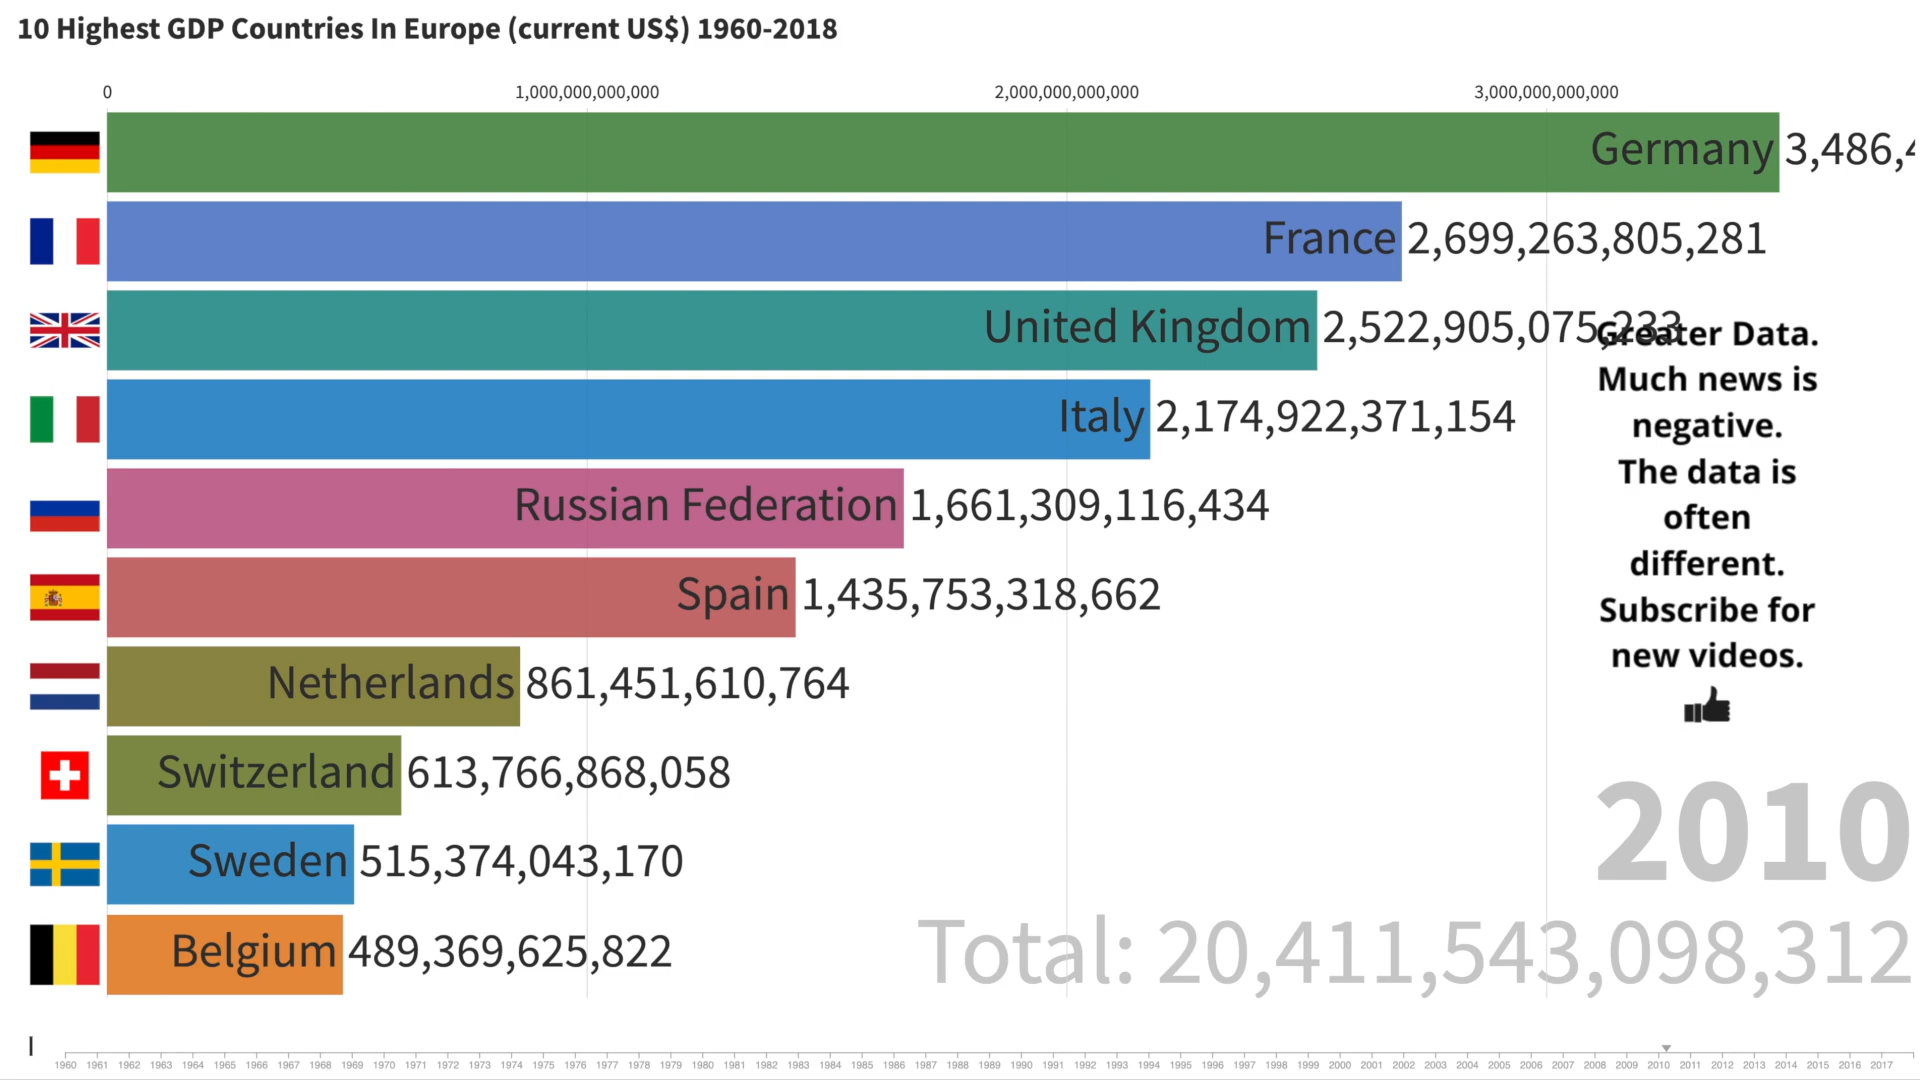 10 Highest GDP Countries In Europe (current US$) 1960-2018
0 1,000,000,000,000 2,000,000,000,000 3,000,000,000,000
Germany 3,486,4
France 2,699,263,805,281
United Kingdom 2,522,905,075,233
Greater Data.
Much news is
negative.
The data is
often
different.
Subscribe for
new videos.
Italy 2,174,922,371,154
Russian Federation 1,661,309,116,434
Spain 1,435,753,318,662
Netherlands 861,451,610,764
Switzerland 613,766,868,058
Sweden 515,374,043,170
Belgium 489,369,625,822
2010
Total: 20,411,543,098,312
1960 1961 1962 1963 1964 1965 1966 1967 1968 1969 1970 1971 1972 1973 1974 1975 1976 1977 1978 1979 1980 1981 1982 1983 1984 1985 1986 1987 1988 1989 1990 1991 1992 1993 1994 1995 1996 1997 1998 1999 2000 2001 2002 2003 2004 2005 2006 2007 2008 2009 2010 2011 2012 2013 2014 2015 2016 2017